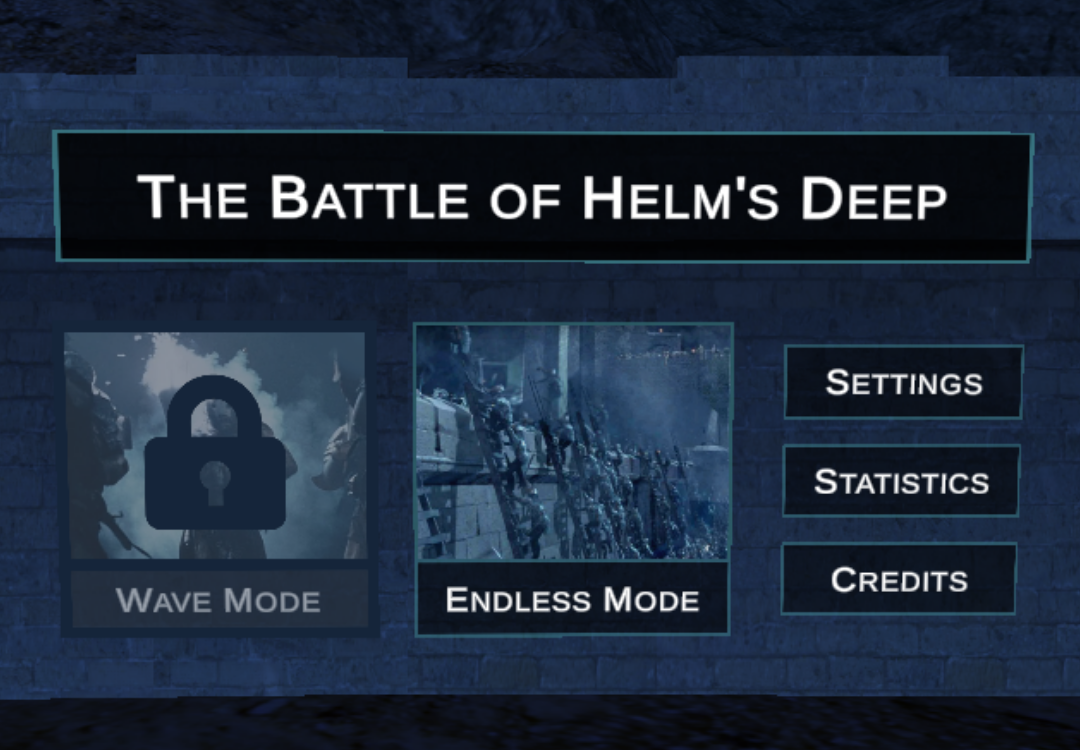 The Battle of Helm's Deep
Wave Mode
Endless Mode
Settings
Statistics
Credits